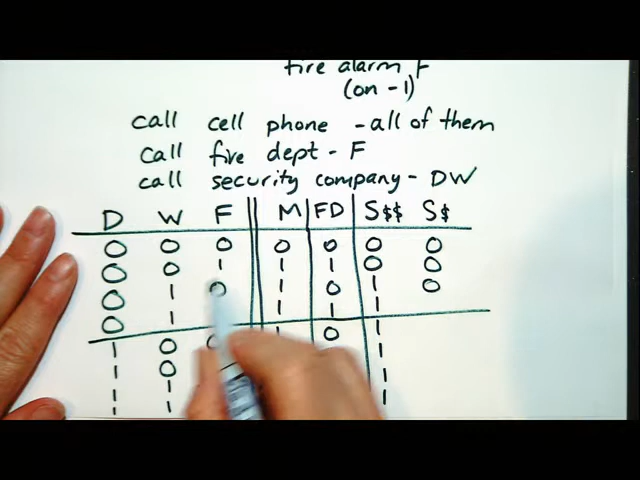 fire alarm F
(on - 1)
call cell phone - all of them
call fire dept - F
call security company - DW
D W F M FD S$$ S$
0 0 0 0 0 0 0
0 0 1 1 1 0 0
0 1 0 1 0 1 0
0 1 1 1 1
1 0 0 1 0 1
1 0 1
1 1 1
1 1 1